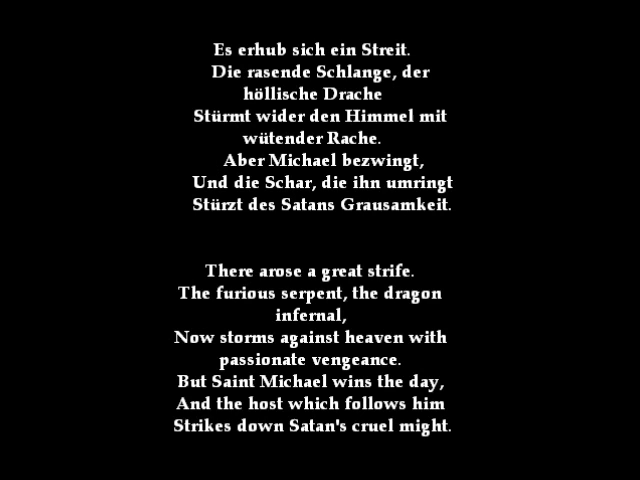 Es erhub sich ein Streit.
Die rasende Schlange, der
höllische Drache
Stürmt wider den Himmel mit
wütender Rache.
Aber Michael bezwingt,
Und die Schar, die ihn umringt
Stürzt des Satans Grausamkeit.
There arose a great strife.
The furious serpent, the dragon
infernal,
Now storms against heaven with
passionate vengeance.
But Saint Michael wins the day,
And the host which follows him
Strikes down Satan's cruel might.